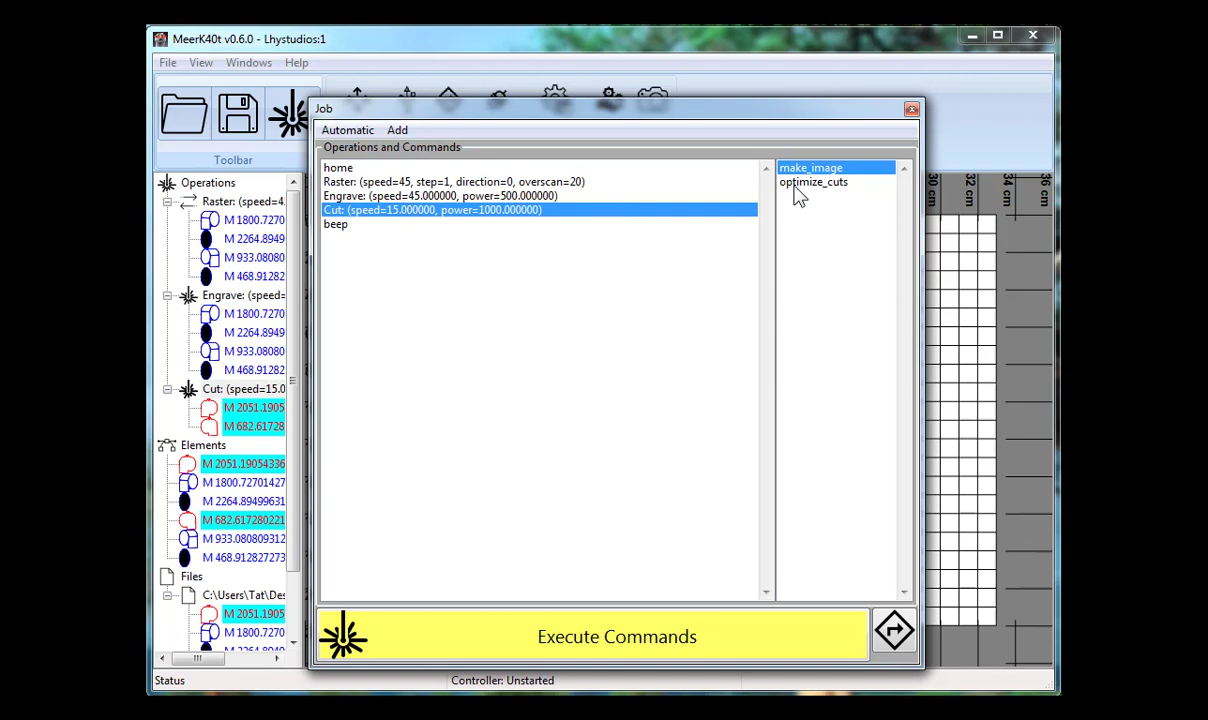 MeerK40t v0.6.0 - Lhystudios:1
File View Windows Help
Job
Automatic Add
Operations and Commands
home
Raster: (speed=45, step=1, direction=0, overscan=20)
Engrave: (speed=45.000000, power=500.000000)
Cut: (speed=15.000000, power=1000.000000)
beep
make_image
optimize_cuts
Execute Commands
Toolbar
Operations
Raster: (speed=4.
M 1800.7270
M 2264.8949
M 933.08080
M 468.91282
Engrave: (speed=
M 1800.7270
M 2264.8949
M 933.08080
M 468.91282
Cut: (speed=15.0
M 2051.1905
M 682.61728
Elements
M 2051.19054336
M 1800.72701427
M 2264.89499631
M 682.617280221
M 933.080809312
M 468.912827273
Files
C:\Users\Tat\Des
M 2051.1905
M 1800.7270
30 cm
32 cm
34 cm
36 cm
Status
Controller: Unstarted